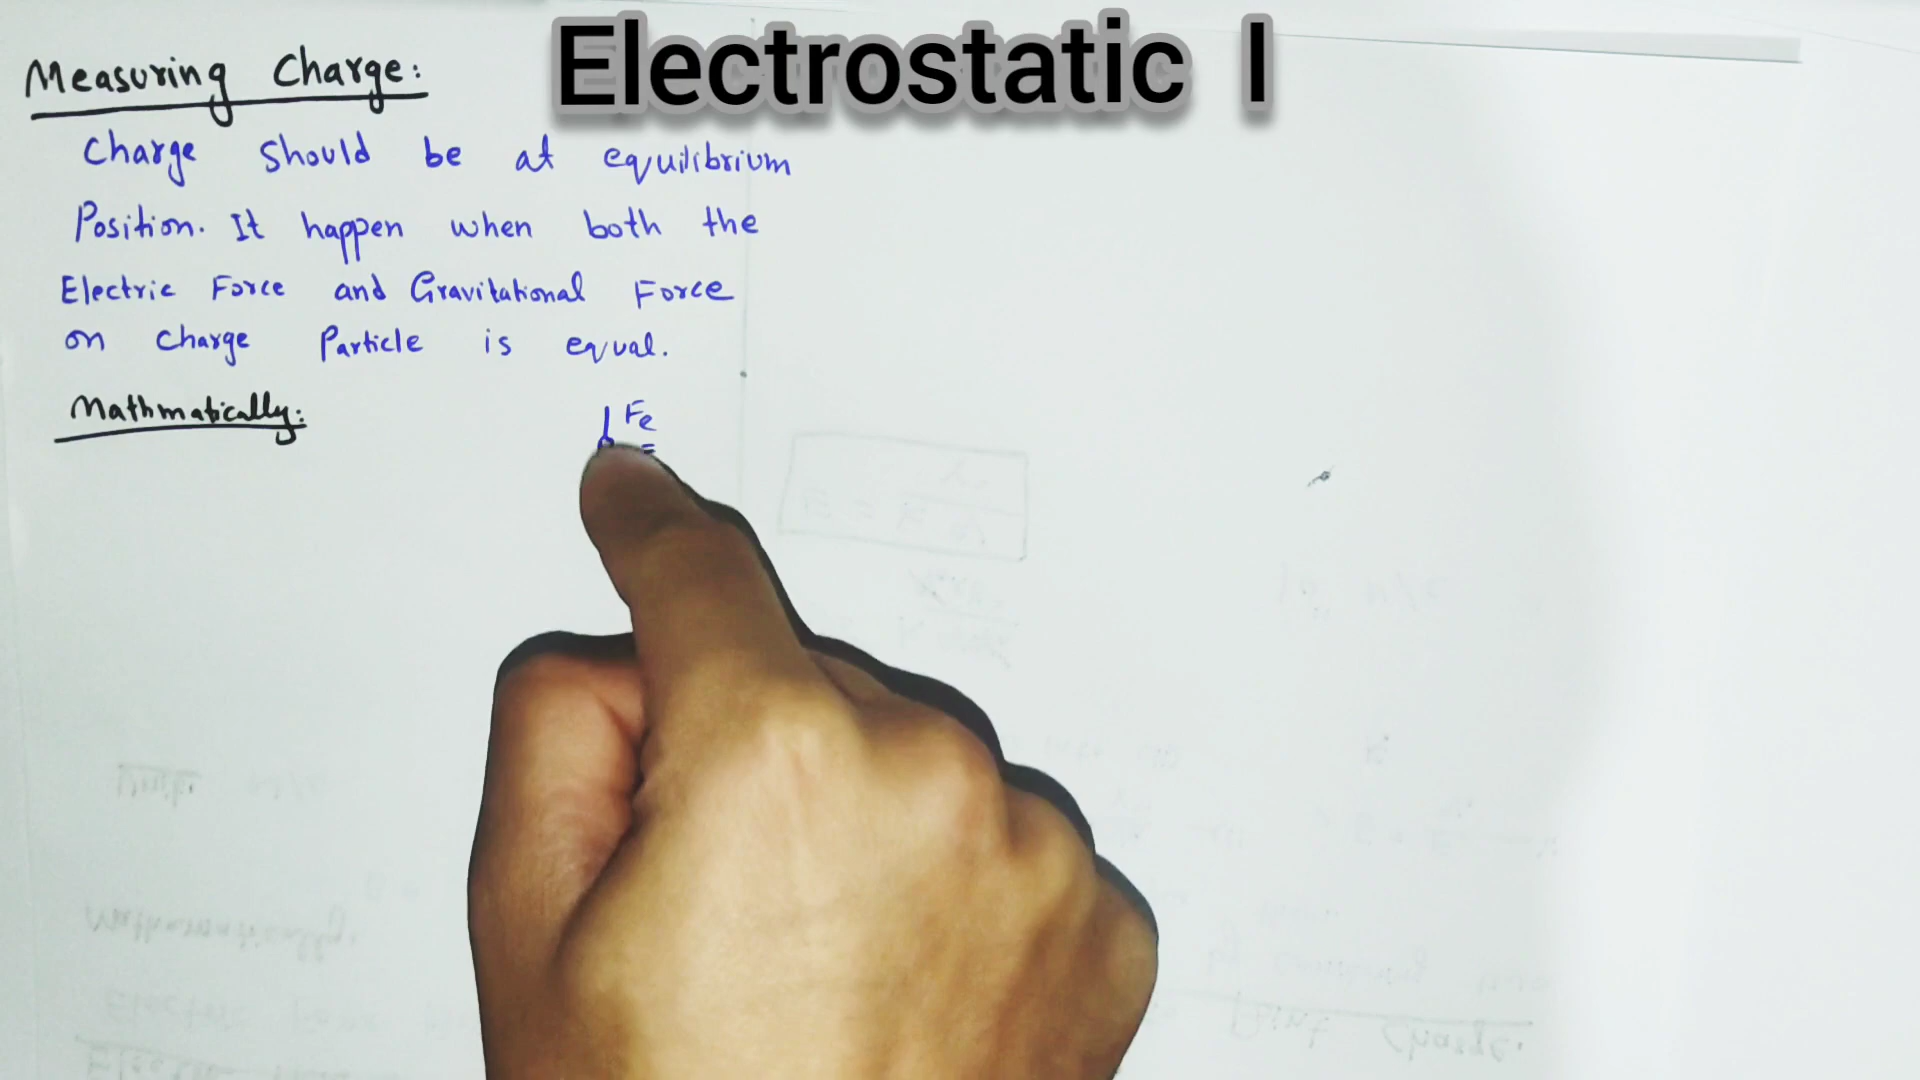 Electrostatic I
Measuring Charge:
Charge Should be at equilibrium
Position. It happen when both the
Electric Force and Gravitational Force
on charge Particle is equal.
Mathmatically:
Fe
=